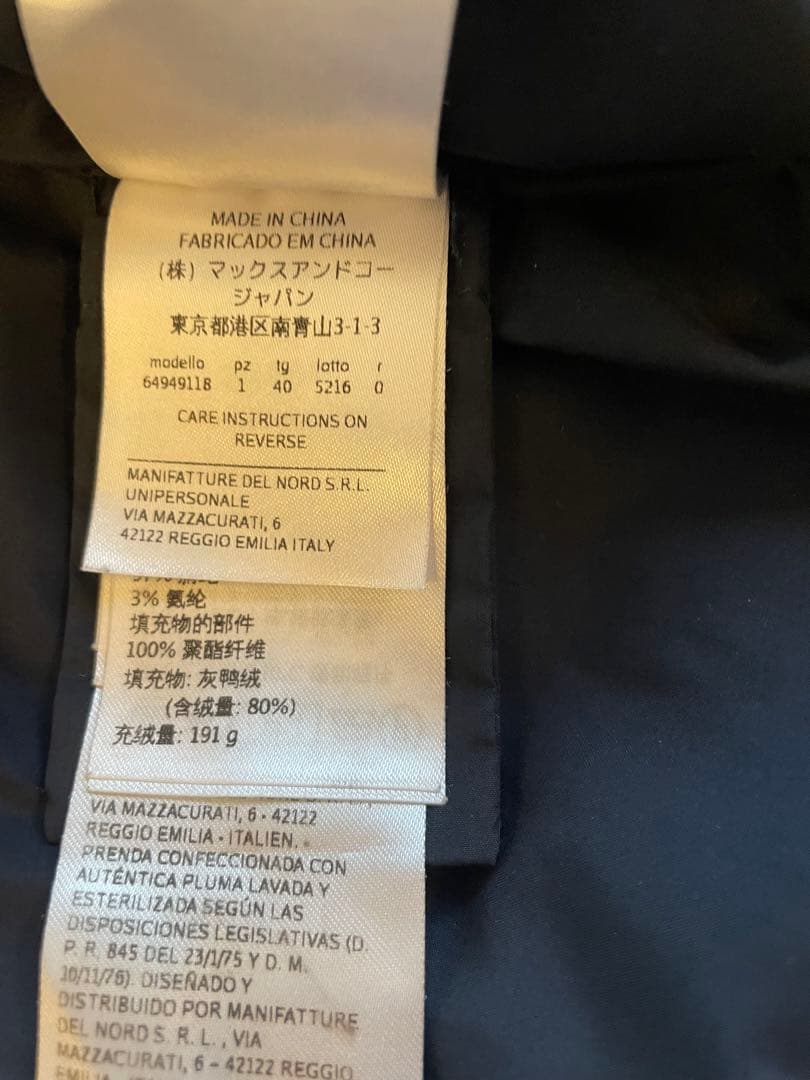 MADE IN CHINA
FABRICADO EM CHINA
(株) マックスアンドコー
ジャパン
東京都港区南青山3-1-3
modello pz tg lotto r
64949118 1 40 5216 0
CARE INSTRUCTIONS ON
REVERSE
MANIFATTURE DEL NORD S.R.L.
UNIPERSONALE
VIA MAZZACURATI, 6
42122 REGGIO EMILIA ITALY
3% 氨纶
填充物的部件
100% 聚酯纤维
填充物: 灰鸭绒
(含绒量: 80%)
充绒量: 191 g
VIA MAZZACURATI, 6 - 42122
REGGIO EMILIA - ITALIEN.
PRENDA CONFECCIONADA CON
AUTÉNTICA PLUMA LAVADA Y
ESTERILIZADA SEGÚN LAS
DISPOSICIONES LEGISLATIVAS (D.
P. R. 845 DEL 23/1/75 Y D. M.
10/11/76). DISEÑADO Y
DISTRIBUIDO POR MANIFATTURE
DEL NORD S. R. L. , VIA
MAZZACURATI, 6 – 42122 REGGIO